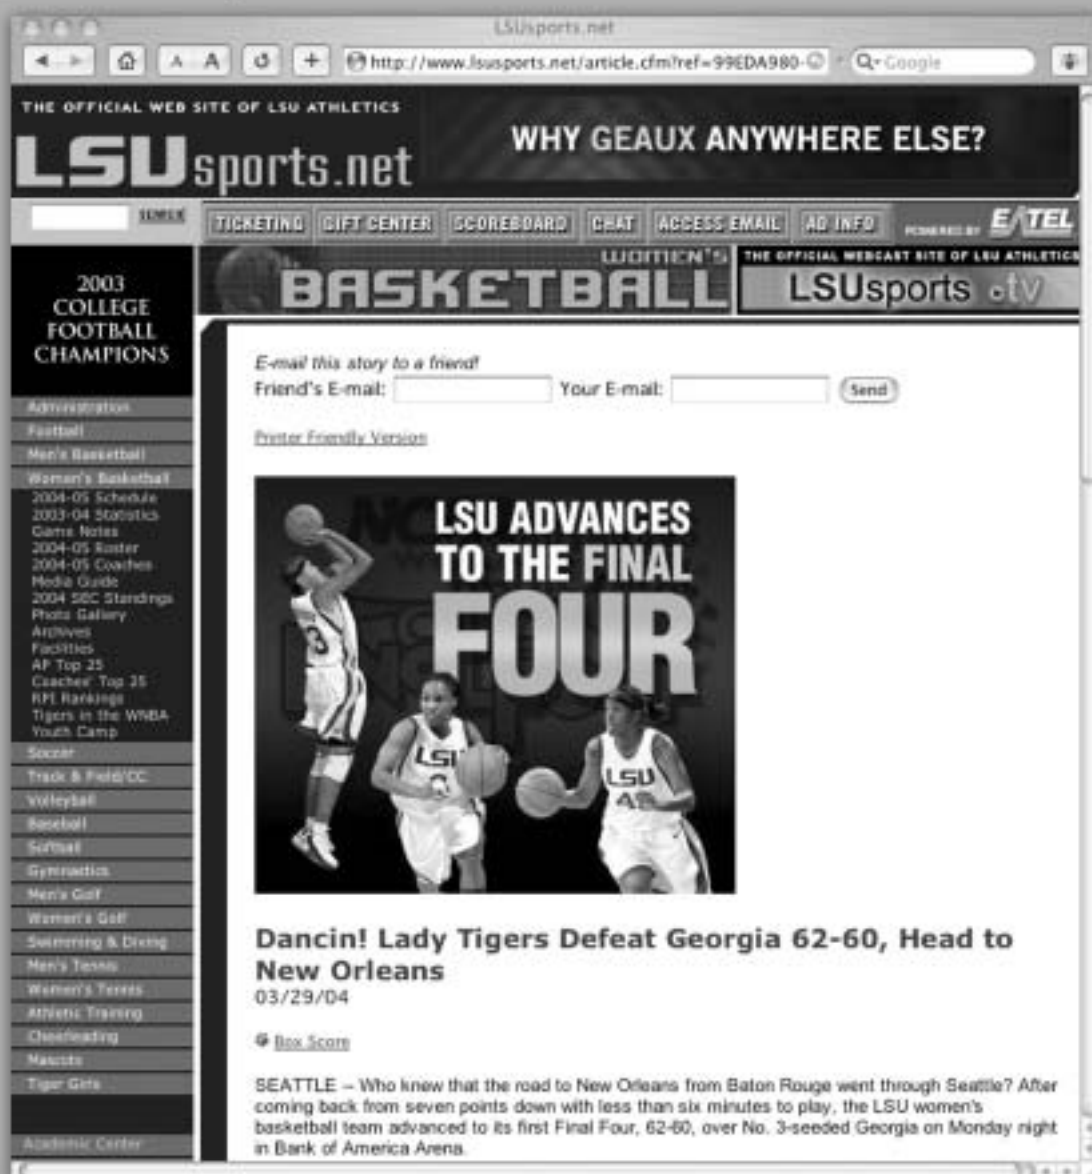 LSUsports.net
A A + http://www.lsusports.net/article.cfm?ref=99EDA980- Google
THE OFFICIAL WEB SITE OF LSU ATHLETICS
LSUsports.net
WHY GEAUX ANYWHERE ELSE?
SEARCH
TICKETING GIFT CENTER SCOREBOARD CHAT ACCESS EMAIL AD INFO POWERED BY EATEL
WOMEN'S
BASKETBALL
THE OFFICIAL WEBCAST SITE OF LSU ATHLETICS
LSUsports .tv
2003
COLLEGE
FOOTBALL
CHAMPIONS
Administration
Football
Men's Basketball
Women's Basketball
2004-05 Schedule
2003-04 Statistics
Game Notes
2004-05 Roster
2004-05 Coaches
Media Guide
2004 SEC Standings
Photo Gallery
Archives
Facilities
AP Top 25
Coaches' Top 25
RPI Rankings
Tigers in the WNBA
Youth Camp
Soccer
Track & Field/CC
Volleyball
Baseball
Softball
Gymnastics
Men's Golf
Women's Golf
Swimming & Diving
Men's Tennis
Women's Tennis
Athletic Training
Cheerleading
Mascots
Tiger Girls
Academic Center
E-mail this story to a friend!
Friend's E-mail: Your E-mail: Send
Printer Friendly Version
LSU ADVANCES
TO THE FINAL
FOUR
3
LSU
LSU
Dancin! Lady Tigers Defeat Georgia 62-60, Head to
New Orleans
03/29/04
Box Score
SEATTLE -- Who knew that the road to New Orleans from Baton Rouge went through Seattle? After
coming back from seven points down with less than six minutes to play, the LSU women's
basketball team advanced to its first Final Four, 62-60, over No. 3-seeded Georgia on Monday night
in Bank of America Arena.